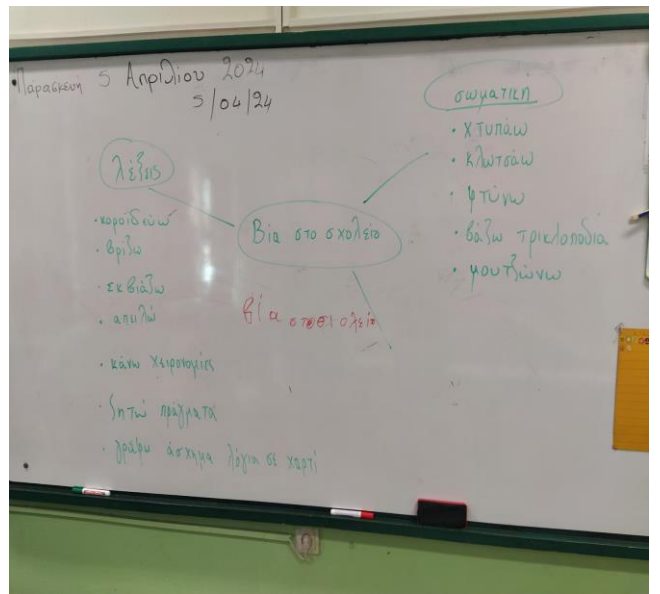 Παρασκευή 5 Απριλίου 2024
5/04/24
λέξεις
· κοροϊδεύω
· βρίζω
· εκβιάζω
· απειλώ
· κάνω χειρονομίες
· ζητώ πράγματα
· γράφω άσχημα λόγια σε χαρτί
Βία στο σχολείο
βία στο σχολείο
σωματική
· χτυπάω
· κλωτσάω
· φτύνω
· βάζω τρικλοποδιά
· μουτζώνω